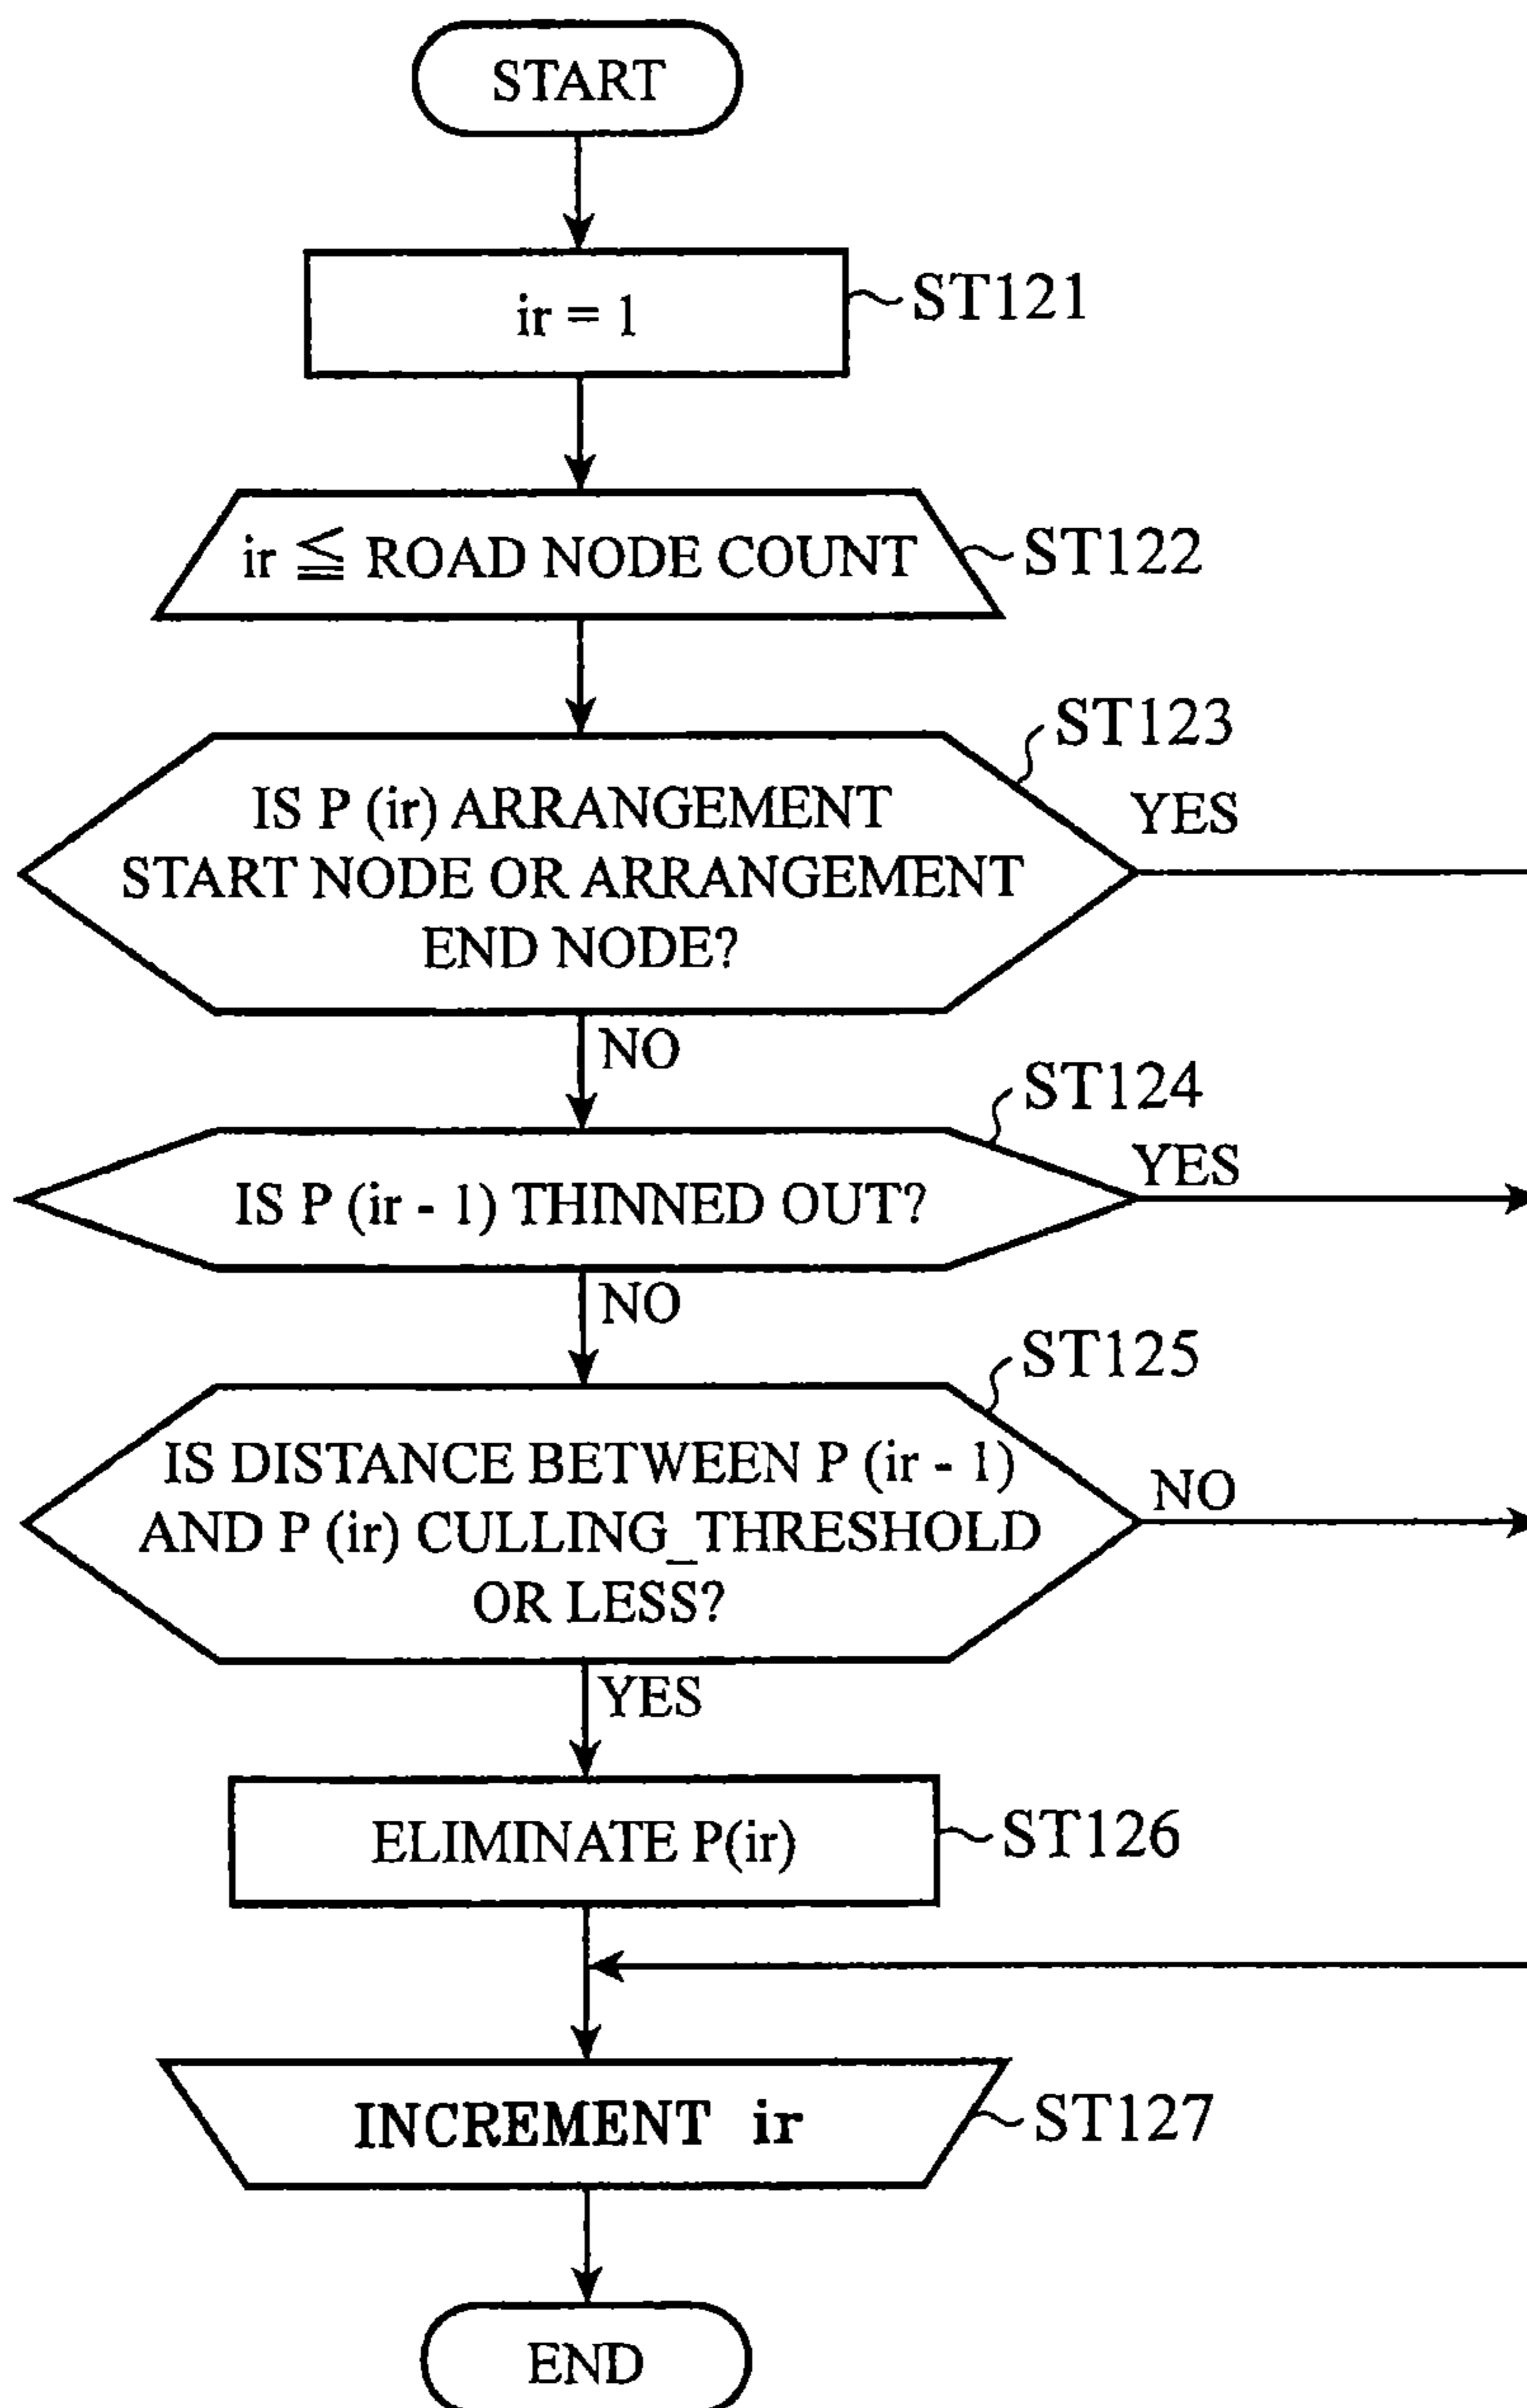 START
ir = 1
ST121
ir ≦ ROAD NODE COUNT
ST122
ST123
IS P (ir) ARRANGEMENT
START NODE OR ARRANGEMENT
END NODE?
YES
NO
ST124
IS P (ir - 1) THINNED OUT?
YES
NO
ST125
IS DISTANCE BETWEEN P (ir - 1)
AND P (ir) CULLING_THRESHOLD
OR LESS?
NO
YES
ELIMINATE P(ir)
ST126
INCREMENT ir
ST127
END